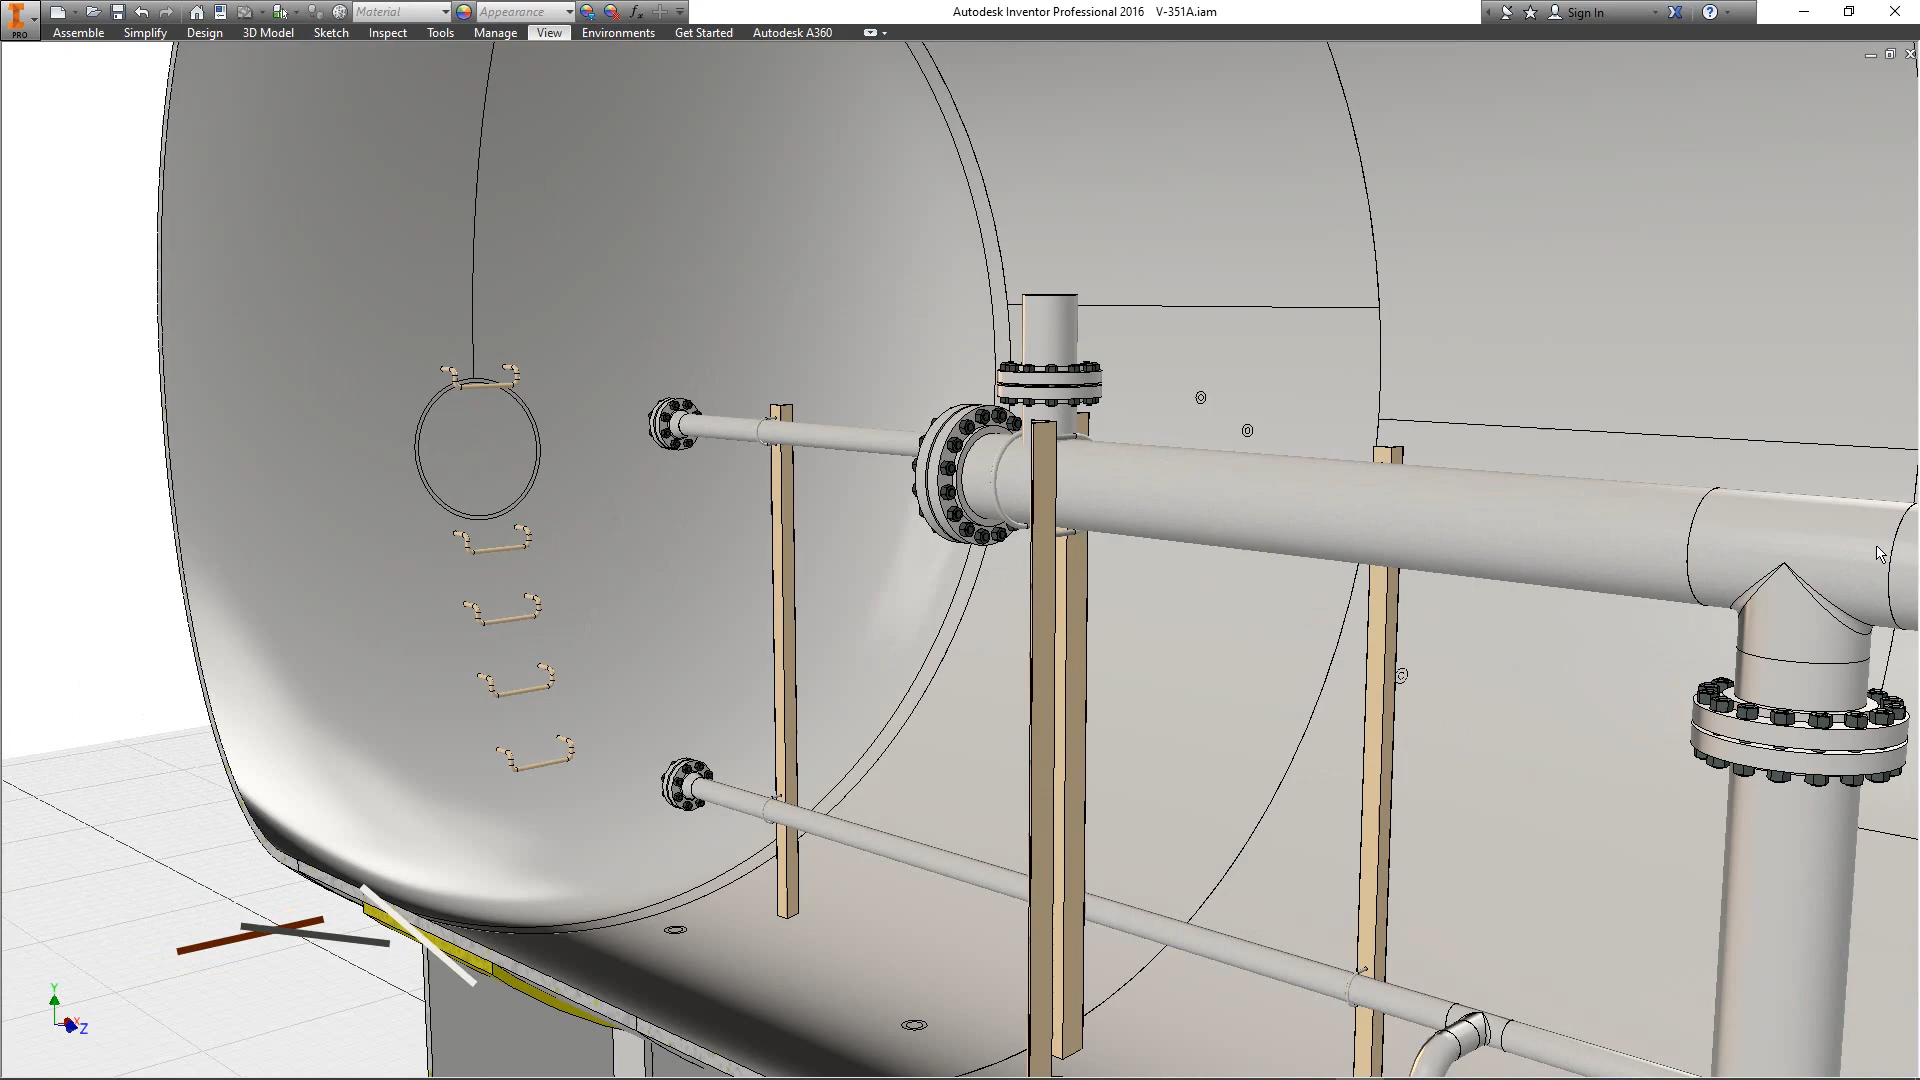 Material
Appearance
fx
Autodesk Inventor Professional 2016 V-351A.iam
Sign In
PRO
Assemble Simplify Design 3D Model Sketch Inspect Tools Manage View Environments Get Started Autodesk A360
Y
X
Z